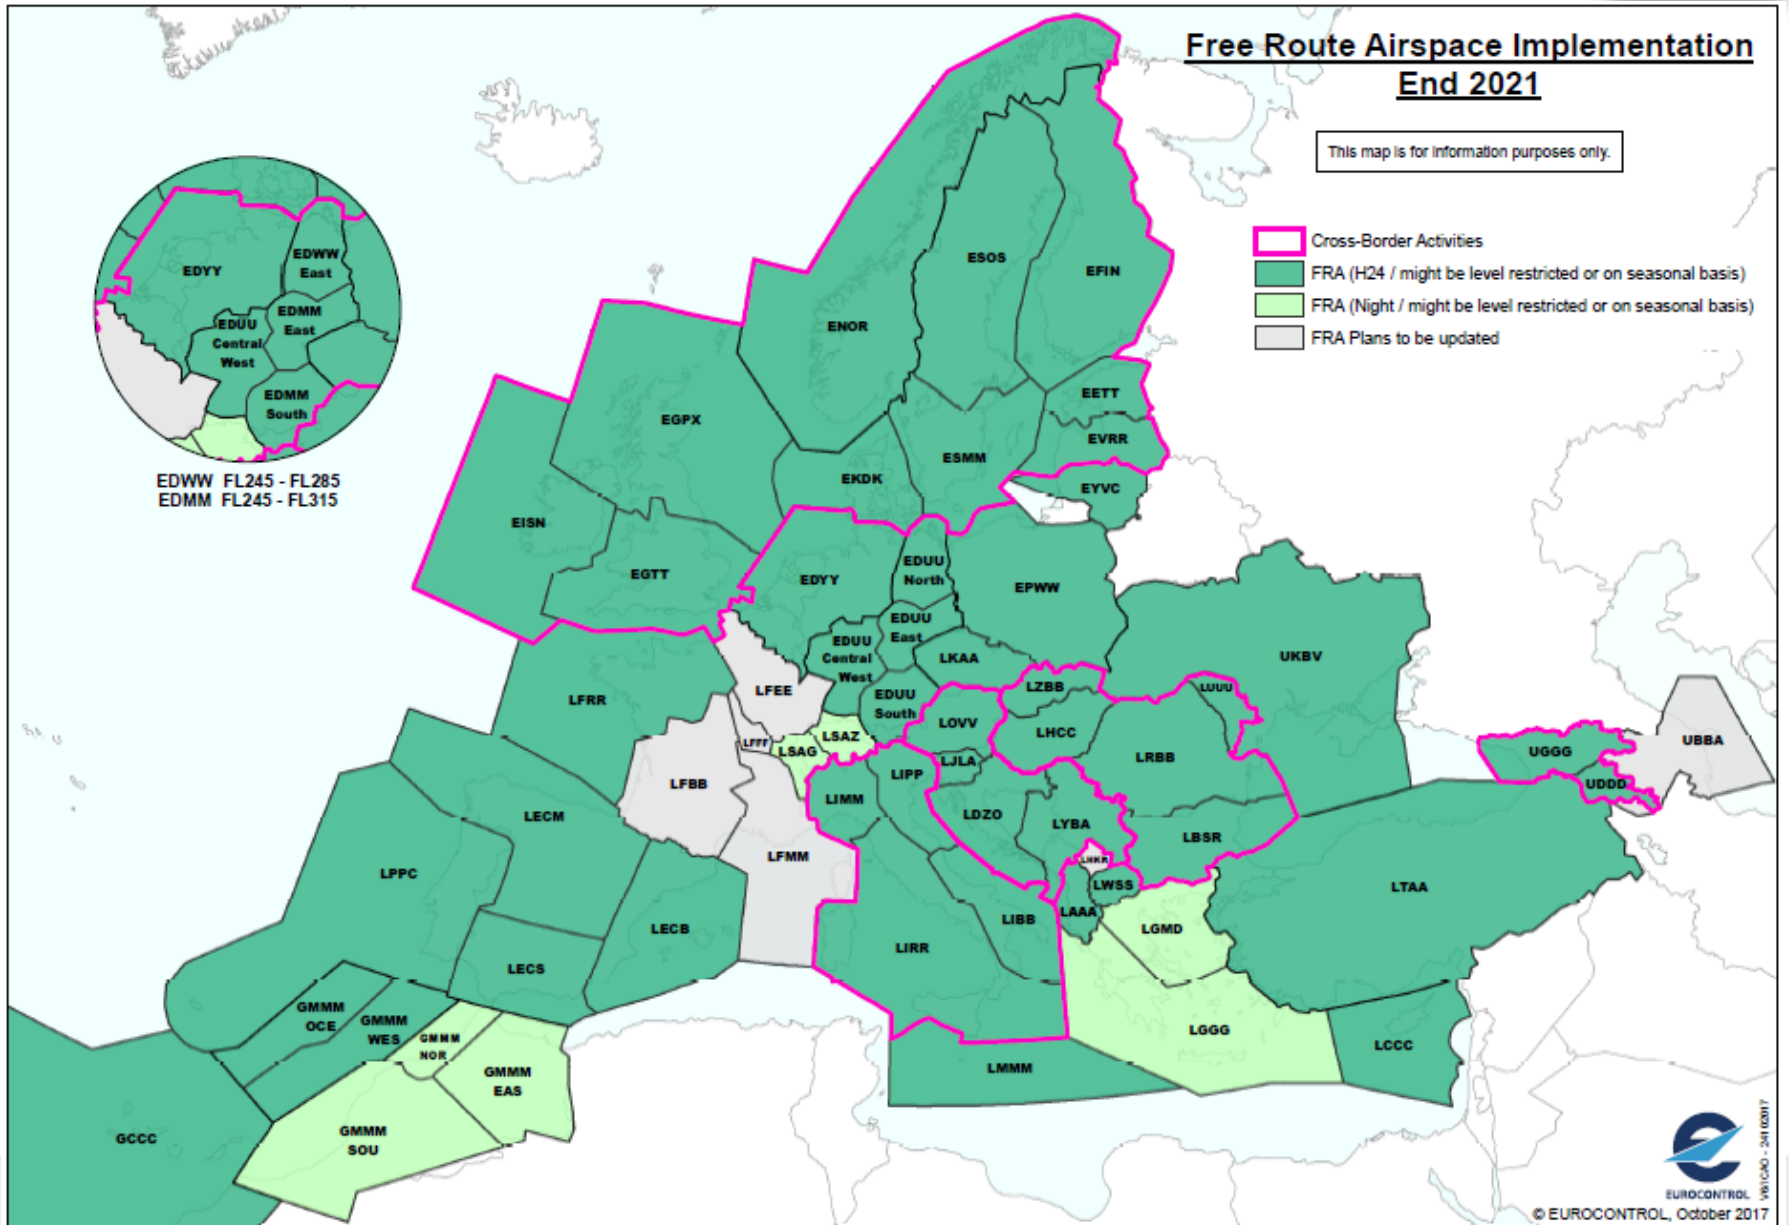 Free Route Airspace Implementation
End 2021
This map is for information purposes only.
Cross-Border Activities
FRA (H24 / might be level restricted or on seasonal basis)
FRA (Night / might be level restricted or on seasonal basis)
FRA Plans to be updated
EDYY
EDWW
East
EDMM
East
EDUU
Central
West
EDMM
South
EDWW FL245 - FL285
EDMM FL245 - FL315
ESOS
EFIN
ENOR
EETT
EGPX
EVRR
ESMM
EKDK
EYVC
EISN
EGTT
EDYY
EDUU
North
EPWW
EDUU
East
EDUU
Central
West
LKAA
UKBV
LZBB
LUUU
LFEE
LFRR
EDUU
South
LOVV
LHCC
LFFF
LSAG
LSAZ
LRBB
UGGG
UBBA
LJLA
LIPP
LFBB
LIMM
UDDD
LECM
LDZO
LYBA
LBSR
LFMM
LHKR
LPPC
LWSS
LTAA
LAAA
LIBB
LECB
LGMD
LIRR
LECS
GMMM
OCE
GMMM
WES
GMMM
NOR
LGGG
LCCC
LMMM
GMMM
EAS
GCCC
GMMM
SOU
EUROCONTROL
© EUROCONTROL, October 2017